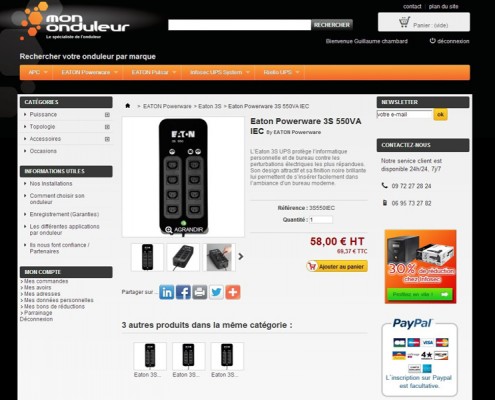 contact | plan du site
mon
onduleur
Le spécialiste de l'onduleur
RECHERCHER
Panier : (vide)
Bienvenue Guillaume chambard
déconnexion
Rechercher votre onduleur par marque
APC
EATON Powerware
EATON Pulsar
Infosec UPS System
Riello UPS
CATÉGORIES
Puissance
Topologie
Accessoires
Occasions
INFORMATIONS UTILES
Nos installations
Comment choisir son
onduleur
Enregistrement (Garanties)
Les différentes applications
par onduleur
Ils nous font confiance /
Partenaires
MON COMPTE
Mes commandes
Mes avoirs
Mes adresses
Mes données personnelles
Mes bons de réductions
Parrainage
Déconnexion
> EATON Powerware > Eaton 3S > Eaton Powerware 3S 550VA IEC
EATON
AGRANDIR
Eaton Powerware 3S 550VA
IEC By EATON Powerware
L'Eaton 3S UPS protège l'informatique
personnelle et de bureau contre les
perturbations électriques les plus répandues.
Son design attractif et sa finition noire brillante
lui permettent de s'insérer facilement dans
l'ambiance d'un bureau moderne.
Référence : 3S550IEC
Quantité : 1
58,00 € HT
69,37 € TTC
Ajouter au panier
Partager sur :
3 autres produits dans la même catégorie :
Eaton 3S...
Eaton 3S...
Eaton 3S...
NEWSLETTER
votre e-mail
ok
CONTACTEZ-NOUS
Notre service client est
disponible 24h/24, 7j/7
09 72 27 28 24
06 95 73 27 82
30%
de réduction
chez Infosec
Profitez sur site !
PayPal
VISA
L'inscription à Paypal
est facultative.